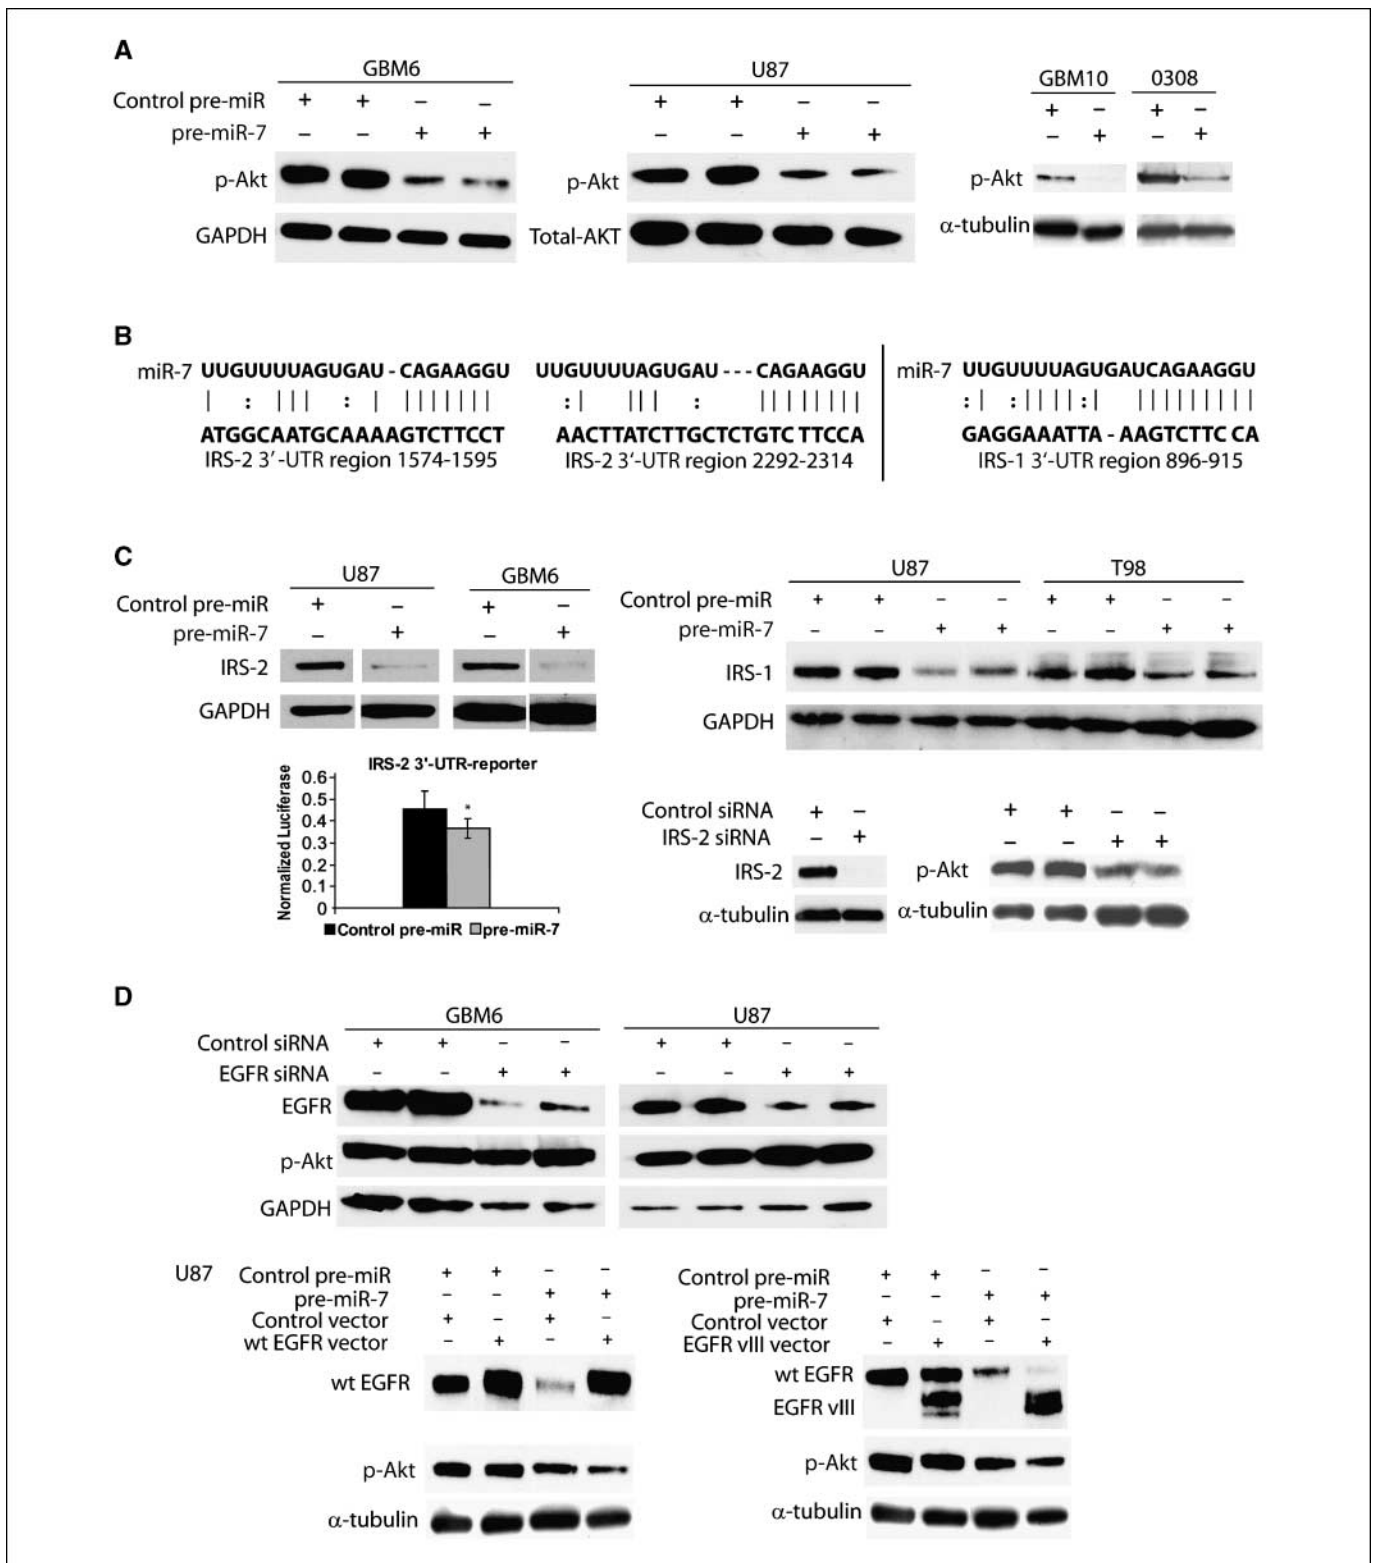 A
GBM6 U87 GBM10 0308
Control pre-miR + + – – + + – – + – + –
pre-miR-7 – – + + – – + + – + – +
p-Akt p-Akt p-Akt
GAPDH Total-AKT α-tubulin
B
miR-7 UUGUUUUAGUGAU-CAGAAGGU UUGUUUUAGUGAU---CAGAAGGU miR-7 UUGUUUUAGUGAUCAGAAGGU
ATGGCAATGCAAAAGTCTTCCT AACTTATCTTGCTCTGTCTTCCA GAGGAAATTA-AAGTCTTCCA
IRS-2 3'-UTR region 1574-1595 IRS-2 3'-UTR region 2292-2314 IRS-1 3'-UTR region 896-915
C
U87 GBM6
Control pre-miR + – + –
pre-miR-7 – + – +
IRS-2
GAPDH
U87 T98
Control pre-miR + + – – + + – –
pre-miR-7 – – + + – – + +
IRS-1
GAPDH
IRS-2 3'-UTR-reporter
Normalized Luciferase
0.6
0.5
0.4
0.3
0.2
0.1
0
*
Control pre-miR pre-miR-7
Control siRNA + – + + – –
IRS-2 siRNA – + – – + +
IRS-2 p-Akt
α-tubulin α-tubulin
D
GBM6 U87
Control siRNA + + – – + + – –
EGFR siRNA – – + + – – + +
EGFR
p-Akt
GAPDH
U87
Control pre-miR + + – –
pre-miR-7 – – + +
Control vector + – + –
wt EGFR vector – + – +
wt EGFR
p-Akt
α-tubulin
Control pre-miR + + – –
pre-miR-7 – – + +
Control vector + – + –
EGFR vIII vector – + – +
wt EGFR
EGFR vIII
p-Akt
α-tubulin